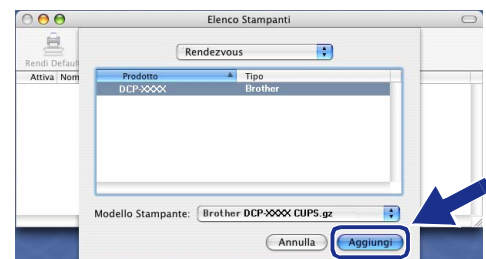 Elenco Stampanti
Rendezvous
Rendi Default
Attiva Nom
Prodotto Tipo
DCP-XXXX Brother
Modello Stampante: Brother DCP-XXXX CUPS.gz
Annulla Aggiungi